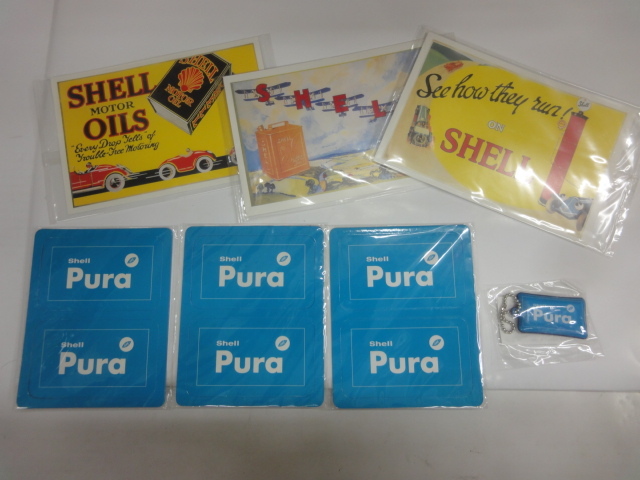 SHELL
MOTOR
OILS
Every Drop Tells of
Trouble-Free Motoring
SHELL
See how they run!
ON
SHELL
Shell
Pura
Shell
Pura
Shell
Pura
Shell
Pura
Shell
Pura
Shell
Pura
Pura